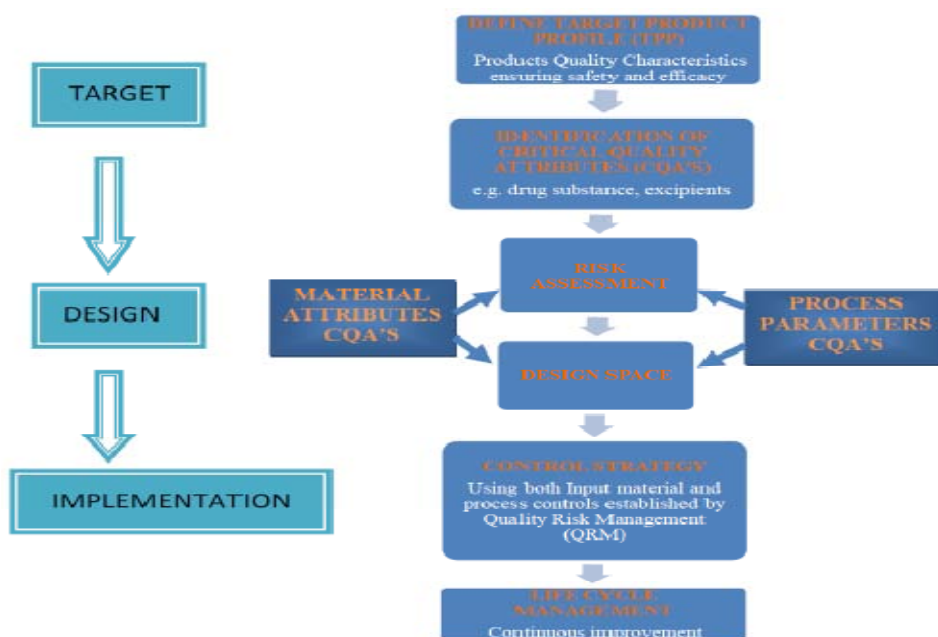 TARGET
DESIGN
IMPLEMENTATION
DEFINE TARGET PRODUCT
PROFILE (TPP)
Products Quality Characteristics
ensuring safety and efficacy
IDENTIFICATION OF
CRITICAL QUALITY
ATTRIBUTES (CQA'S)
e.g. drug substance, excipients
RISK
ASSESSMENT
MATERIAL
ATTRIBUTES
CQA'S
PROCESS
PARAMETERS
CQA'S
DESIGN SPACE
CONTROL STRATEGY
Using both Input material and
process controls established by
Quality Risk Management
(QRM)
LIFE CYCLE
MANAGEMENT
Continuous improvement